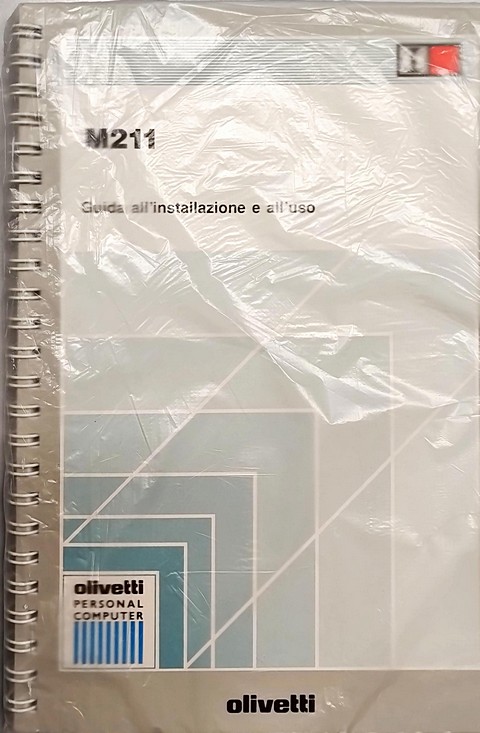 M211
Guida all'installazione e all'uso
olivetti
PERSONAL
COMPUTER
olivetti